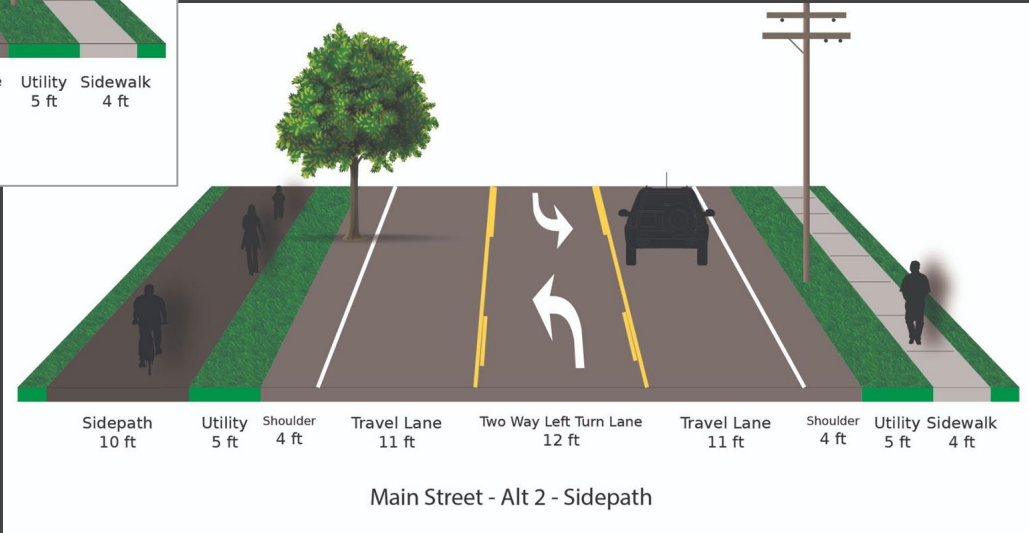 Utility Sidewalk
5 ft 4 ft
Sidepath
10 ft
Utility
5 ft
Shoulder
4 ft
Travel Lane
11 ft
Two Way Left Turn Lane
12 ft
Travel Lane
11 ft
Shoulder
4 ft
Utility
5 ft
Sidewalk
4 ft
Main Street - Alt 2 - Sidepath